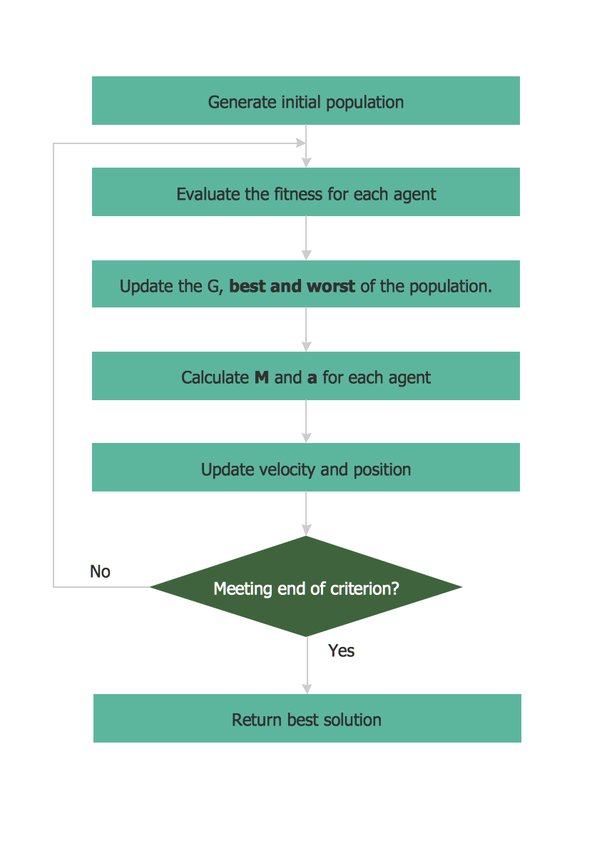 Generate initial population
Evaluate the fitness for each agent
Update the G, best and worst of the population.
Calculate M and a for each agent
Update velocity and position
No
Meeting end of criterion?
Yes
Return best solution